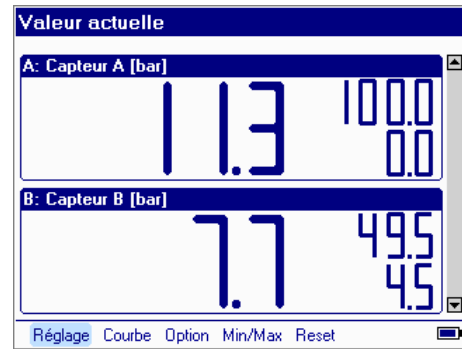 Valeur actuelle
A: Capteur A [bar]
11.3
100.0
0.0
B: Capteur B [bar]
7.7
49.5
4.5
Réglage Courbe Option Min/Max Reset